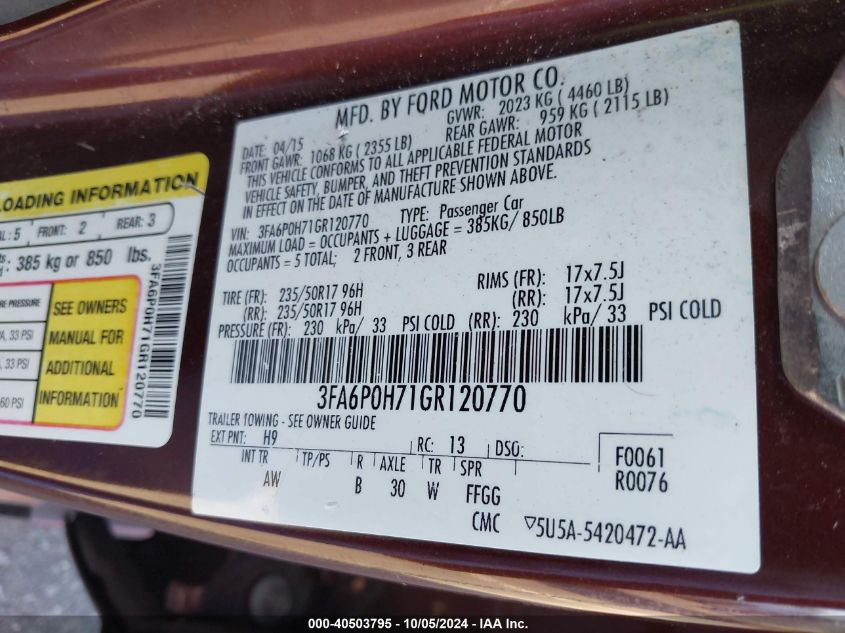 MFD. BY FORD MOTOR CO.
DATE: 04/15 GVWR: 2023 KG ( 4460 LB)
FRONT GAWR: 1068 KG ( 2355 LB) REAR GAWR: 959 KG ( 2115 LB)
THIS VEHICLE CONFORMS TO ALL APPLICABLE FEDERAL MOTOR
VEHICLE SAFETY, BUMPER, AND THEFT PREVENTION STANDARDS
IN EFFECT ON THE DATE OF MANUFACTURE SHOWN ABOVE.
VIN: 3FA6P0H71GR120770 TYPE: Passenger Car
MAXIMUM LOAD = OCCUPANTS + LUGGAGE = 385KG/ 850LB
OCCUPANTS = 5 TOTAL; 2 FRONT, 3 REAR
TIRE (FR): 235/50R17 96H RIMS (FR): 17x7.5J
(RR): 235/50R17 96H (RR): 17x7.5J
PRESSURE (FR): 230 kPa/ 33 PSI COLD (RR): 230 kPa/ 33 PSI COLD
3FA6P0H71GR120770
TRAILER TOWING - SEE OWNER GUIDE
EXT PNT: H9 RC: 13 DSO: F0061
INT TR TP/PS R AXLE TR SPR R0076
AW B 30 W FFGG
CMC ▽5U5A-5420472-AA
LOADING INFORMATION
: 5 FRONT: 2 REAR: 3
: 385 kg or 850 lbs.
PRESSURE
33 PSI
33 PSI
60 PSI
SEE OWNERS
MANUAL FOR
ADDITIONAL
INFORMATION
3FA6P0H71GR120770
000-40503795 - 10/05/2024 - IAA Inc.